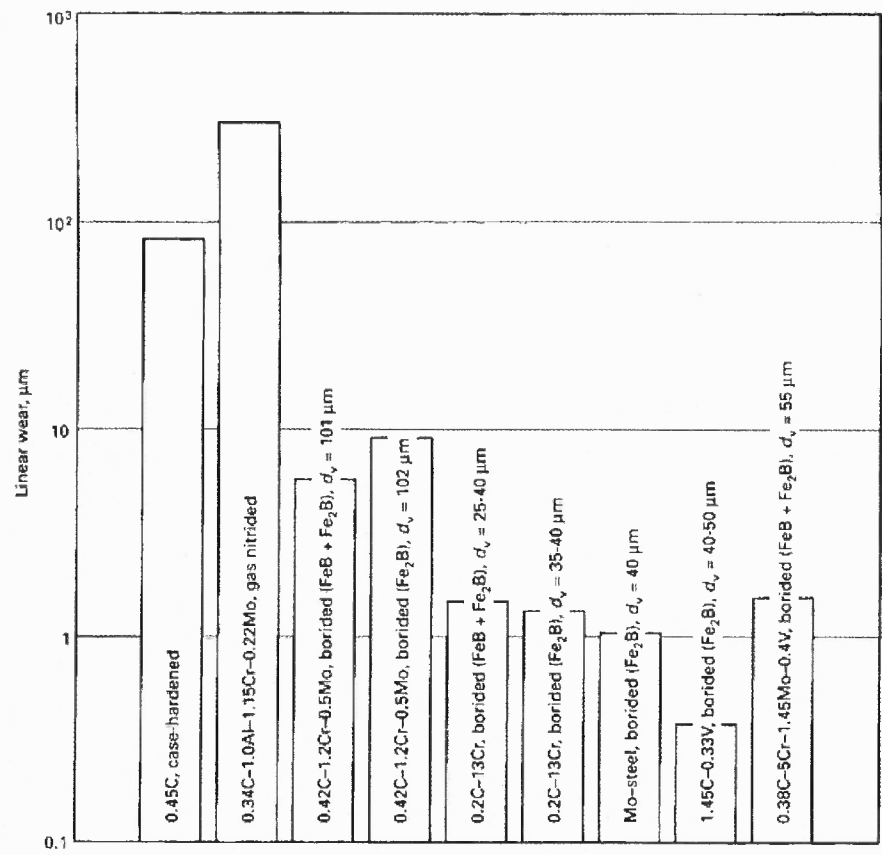 10³
10²
10
1
0.1
Linear wear, µm
0.45C, case-hardened
0.34C–1.0Al–1.15Cr–0.22Mo, gas nitrided
0.42C–1.2Cr–0.5Mo, borided (FeB + Fe₂B), dᵥ = 101 µm
0.42C–1.2Cr–0.5Mo, borided (Fe₂B), dᵥ = 102 µm
0.2C–13Cr, borided (FeB + Fe₂B), dᵥ = 25-40 µm
0.2C–13Cr, borided (Fe₂B), dᵥ = 35-40 µm
Mo–steel, borided (Fe₂B), dᵥ = 40 µm
1.45C–0.33V, borided (Fe₂B), dᵥ = 40-50 µm
0.38C–5Cr–1.45Mo–0.4V, borided (FeB + Fe₂B), dᵥ = 55 µm